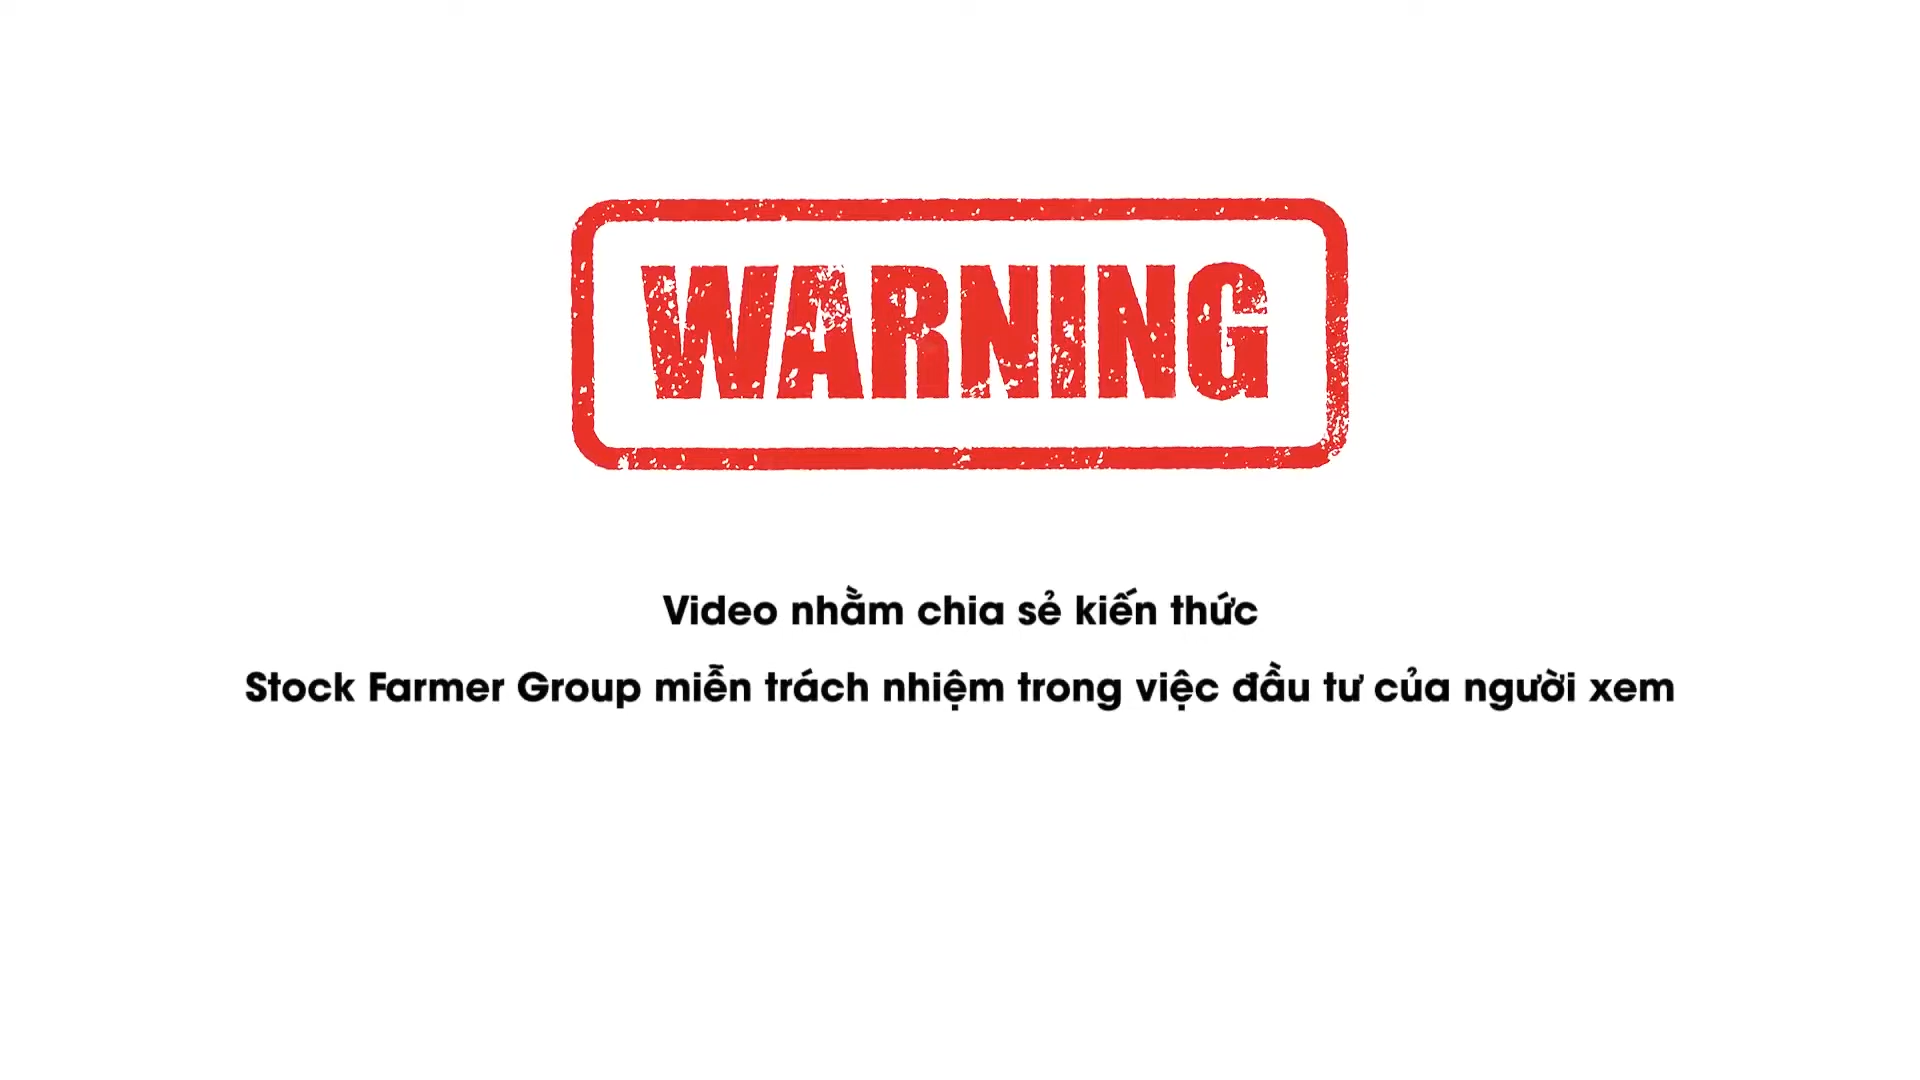 WARNING
Video nhằm chia sẻ kiến thức
Stock Farmer Group miễn trách nhiệm trong việc đầu tư của người xem